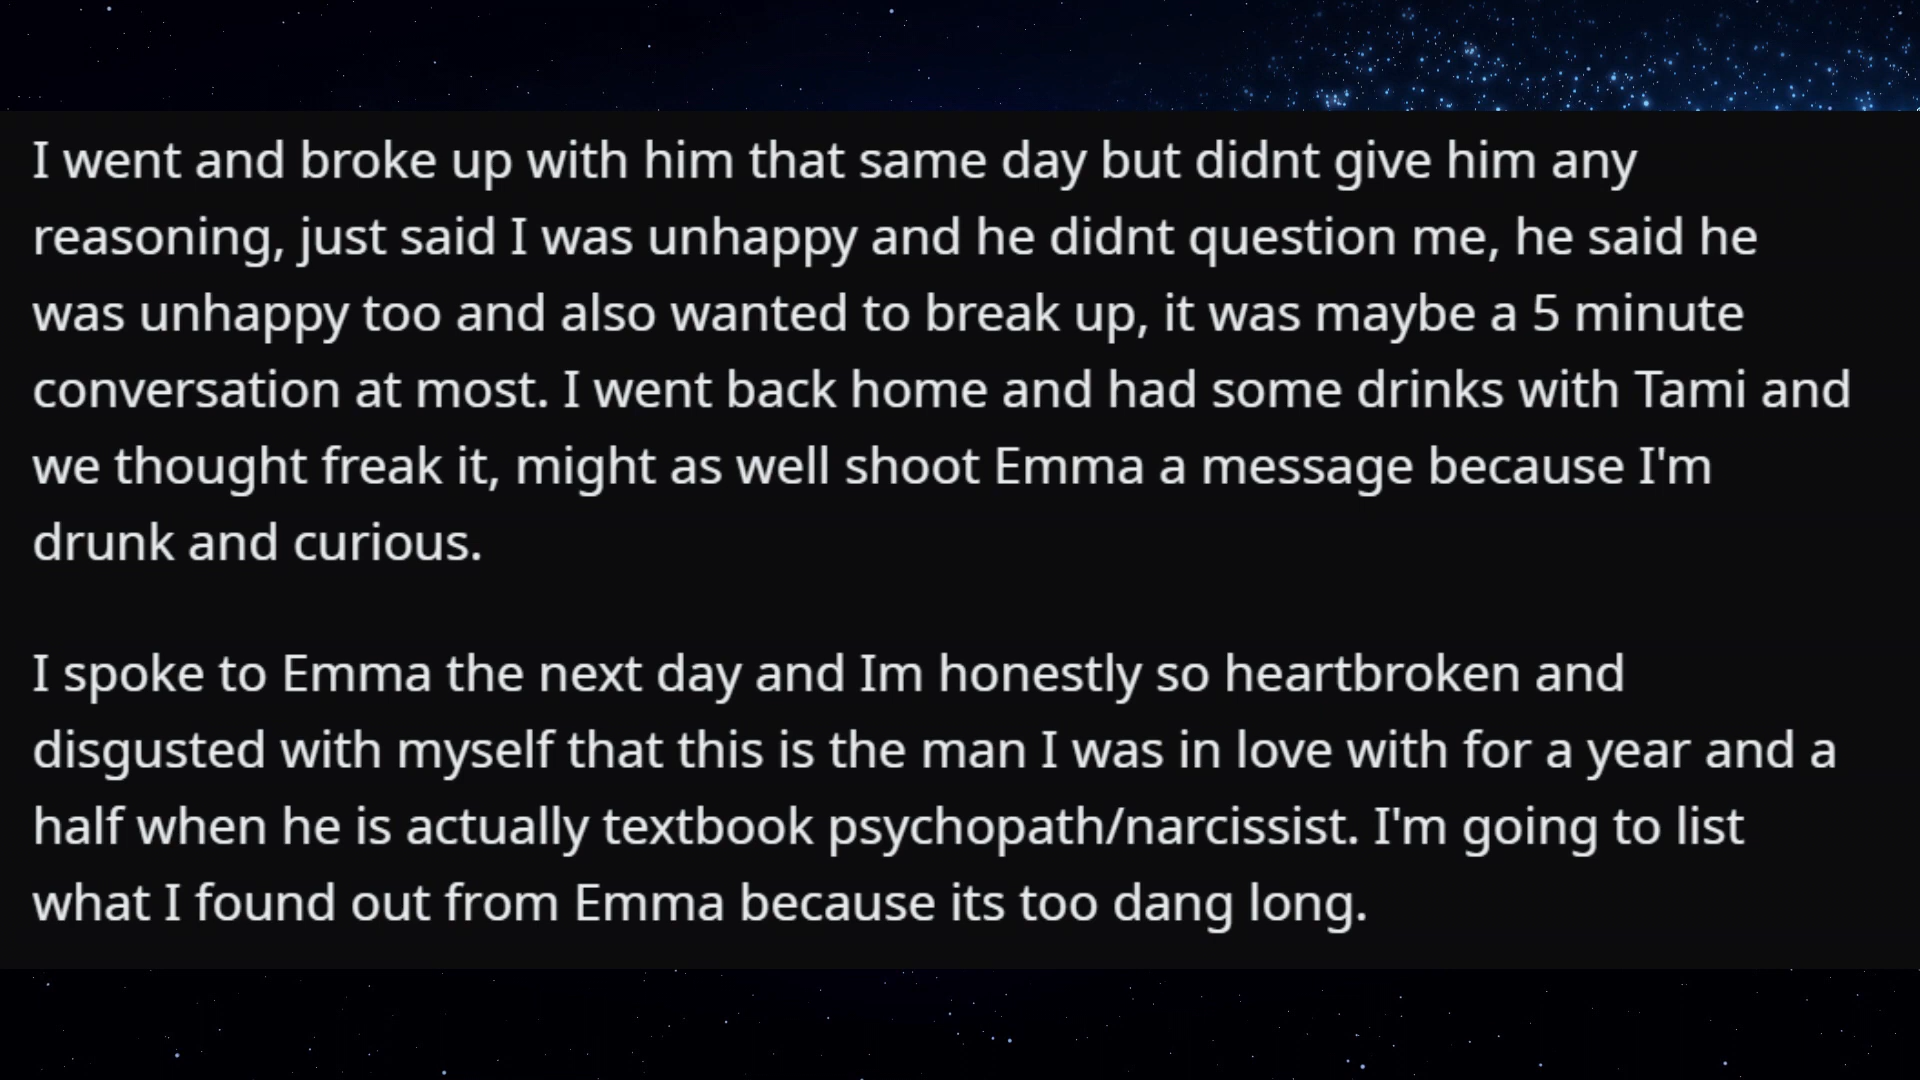 I went and broke up with him that same day but didnt give him any
reasoning, just said I was unhappy and he didnt question me, he said he
was unhappy too and also wanted to break up, it was maybe a 5 minute
conversation at most. I went back home and had some drinks with Tami and
we thought freak it, might as well shoot Emma a message because I'm
drunk and curious.
I spoke to Emma the next day and Im honestly so heartbroken and
disgusted with myself that this is the man I was in love with for a year and a
half when he is actually textbook psychopath/narcissist. I'm going to list
what I found out from Emma because its too dang long.